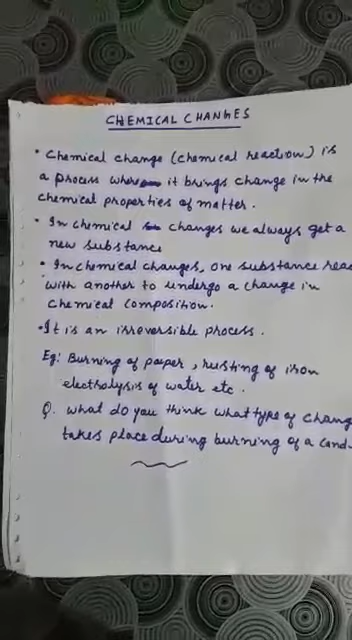 CHEMICAL CHANGES
• Chemical change (chemical reaction) is
a process where it brings change in the
chemical properties of matter.
• In chemical changes we always get a
new substance
• In chemical changes, one substance reac
with another to undergo a change in
chemical composition.
• It is an irreversible process.
Eg: Burning of paper, rusting of iron
electrolysis of water etc.
Q. what do you think what type of chang
takes place during burning of a cand